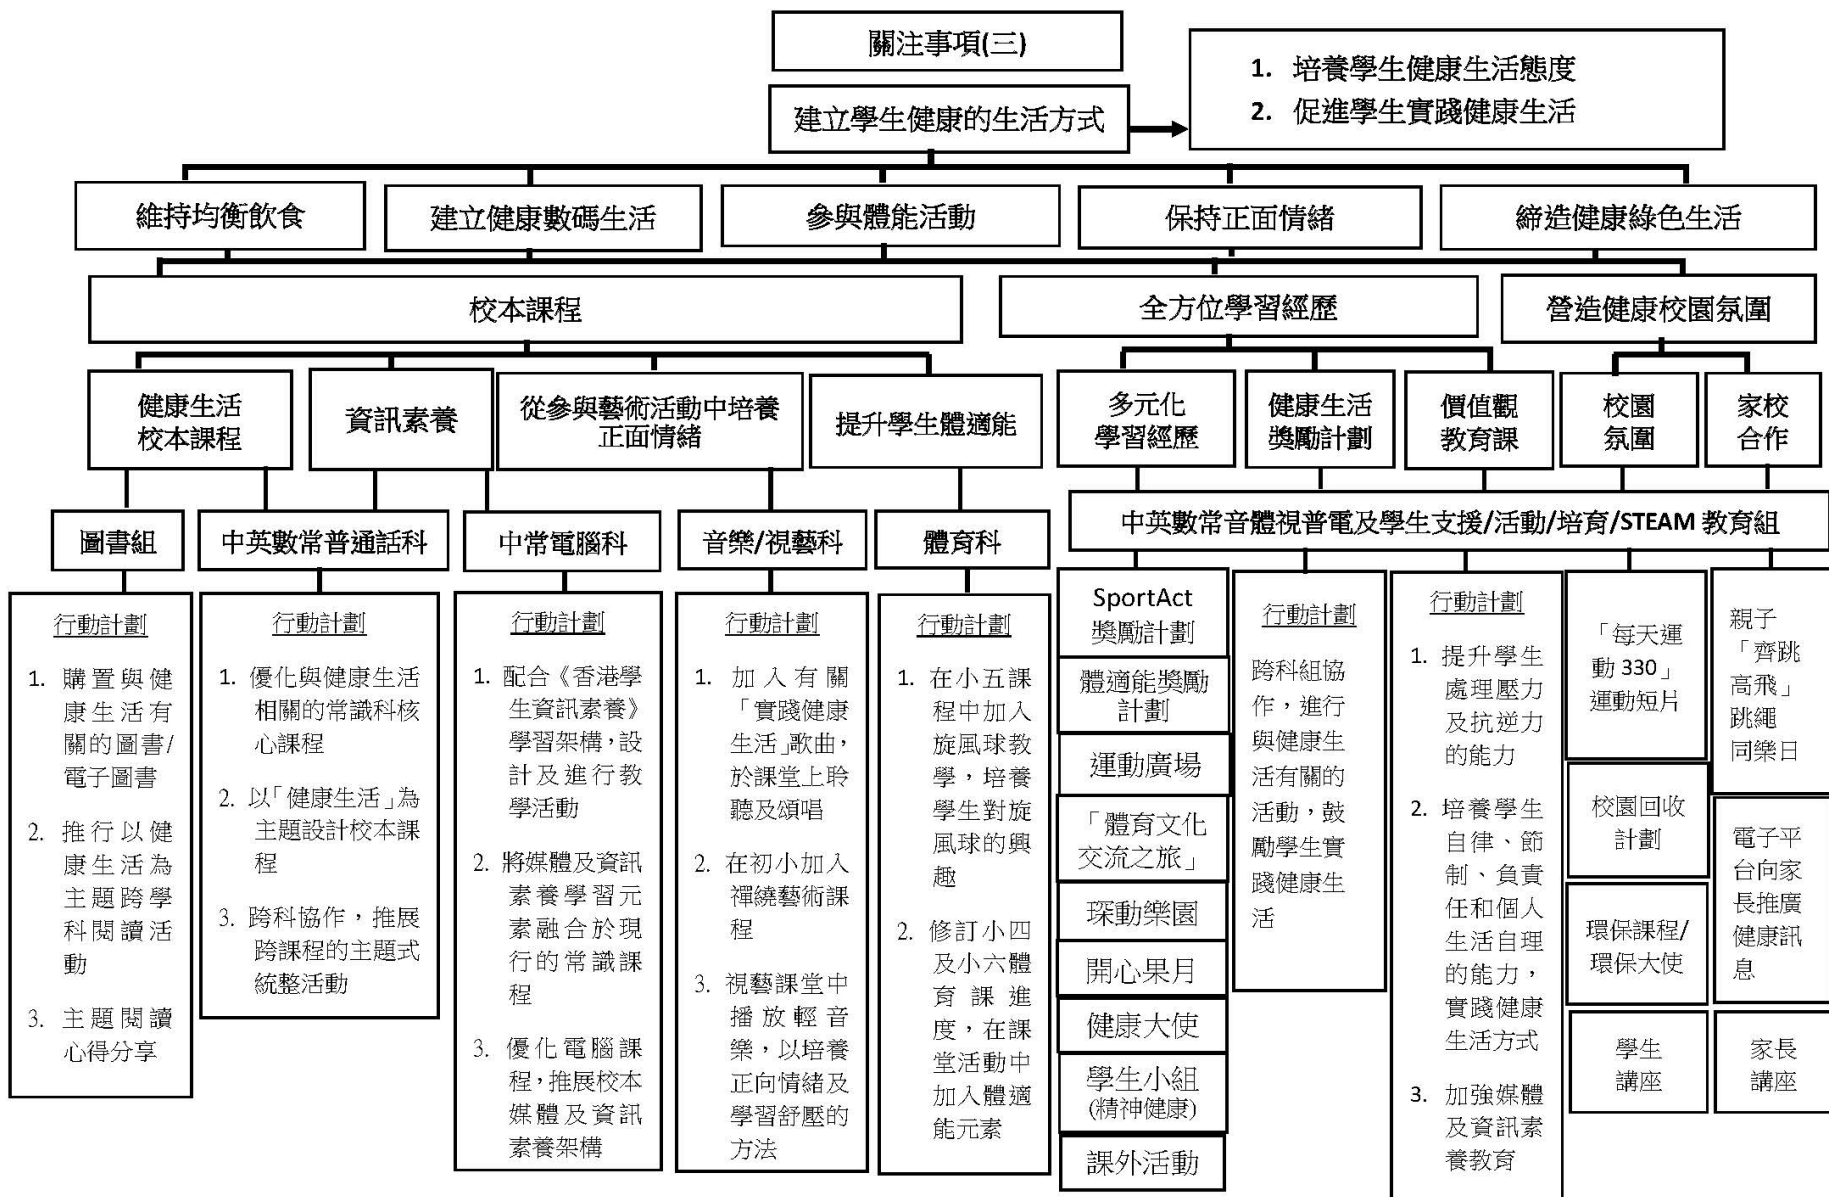 關注事項(三)
建立學生健康的生活方式
1. 培養學生健康生活態度
2. 促進學生實踐健康生活
維持均衡飲食
建立健康數碼生活
參與體能活動
保持正面情緒
締造健康綠色生活
校本課程
全方位學習經歷
營造健康校園氛圍
健康生活
校本課程
資訊素養
從參與藝術活動中培養
正面情緒
提升學生體適能
多元化
學習經歷
健康生活
獎勵計劃
價值觀
教育課
校園
氛圍
家校
合作
圖書組
中英數常普通話科
中常電腦科
音樂/視藝科
體育科
中英數常音體視普電及學生支援/活動/培育/STEAM 教育組
行動計劃
1. 購置與健
康生活有
關的圖書/
電子圖書
2. 推行以健
康生活為
主題跨學
科閱讀活
動
3. 主題閱讀
心得分享
行動計劃
1. 優化與健康生活
相關的常識科核
心課程
2. 以「健康生活」為
主題設計校本課
程
3. 跨科協作，推展
跨課程的主題式
統整活動
行動計劃
1. 配合《香港學
生資訊素養》
學習架構，設
計及進行教
學活動
2. 將媒體及資訊
素養學習元
素融合於現
行的常識課
程
3. 優化電腦課
程，推展校本
媒體及資訊
素養架構
行動計劃
1. 加入有關
「實踐健康
生活」歌曲，
於課堂上聆
聽及頌唱
2. 在初小加入
禪繞藝術課
程
3. 視藝課堂中
播放輕音
樂，以培養
正向情緒及
學習舒壓的
方法
行動計劃
1. 在小五課
程中加入
旋風球教
學，培養
學生對旋
風球的興
趣
2. 修訂小四
及小六體
育課進
度，在課
堂活動中
加入體適
能元素
SportAct
獎勵計劃
體適能獎勵
計劃
運動廣場
「體育文化
交流之旅」
琛動樂園
開心果月
健康大使
學生小組
(精神健康)
課外活動
行動計劃
跨科組協
作，進行
與健康生
活有關的
活動，鼓
勵學生實
踐健康生
活
行動計劃
1. 提升學生
處理壓力
及抗逆力
的能力
2. 培養學生
自律、節
制、負責
任和個人
生活自理
的能力，
實踐健康
生活方式
3. 加強媒體
及資訊素
養教育
「每天運
動 330」
運動短片
校園回收
計劃
環保課程/
環保大使
學生
講座
親子
「齊跳
高飛」
跳繩
同樂日
電子平
台向家
長推廣
健康訊
息
家長
講座